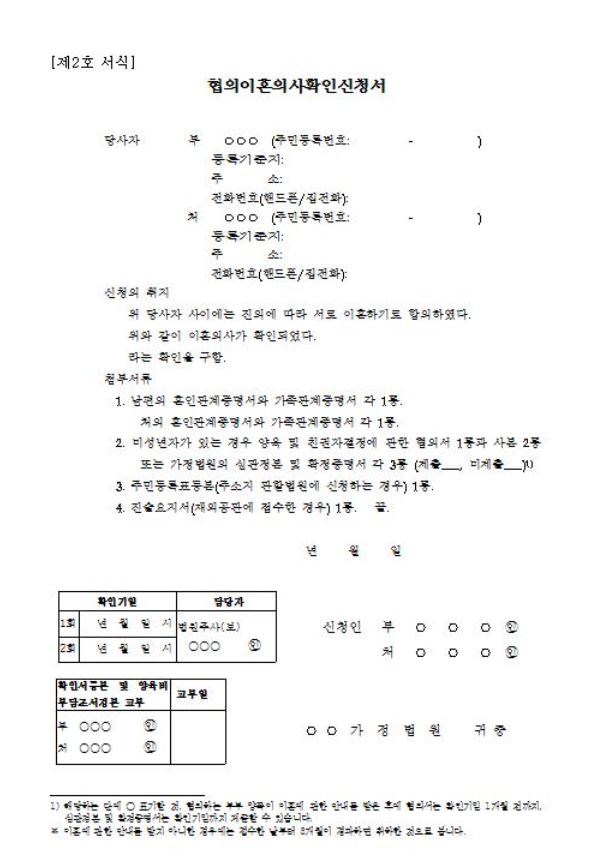 [제2호 서식]
협의이혼의사확인신청서
당사자 부 ○○○ (주민등록번호: - )
등록기준지:
주 소:
전화번호(핸드폰/집전화):
처 ○○○ (주민등록번호: - )
등록기준지:
주 소:
전화번호(핸드폰/집전화):
신청의 취지
위 당사자 사이에는 진의에 따라 서로 이혼하기로 합의하였다.
위와 같이 이혼의사가 확인되었다.
라는 확인을 구함.
첨부서류
1. 남편의 혼인관계증명서와 가족관계증명서 각 1통.
처의 혼인관계증명서와 가족관계증명서 각 1통.
2. 미성년자가 있는 경우 양육 및 친권자결정에 관한 협의서 1통과 사본 2통
또는 가정법원의 심판정본 및 확정증명서 각 3통 (제출___, 미제출___)1)
3. 주민등록표등본(주소지 관할법원에 신청하는 경우) 1통.
4. 진술요지서(재외공관에 접수한 경우) 1통. 끝.
년 월 일
확인기일 담당자
1회 년 월 일 시 법원주사(보)
2회 년 월 일 시 ○○○ ㊞
신청인 부 ○ ○ ○ ㊞
처 ○ ○ ○ ㊞
확인서등본 및 양육비
부담조서정본 교부 교부일
부 ○○○ ㊞
처 ○○○ ㊞
○ ○ 가 정 법 원 귀 중
1) 해당하는 란에 ○ 표기할 것. 협의하는 부부 양쪽이 이혼에 관한 안내를 받은 후에 협의서는 확인기일 1개월 전까지,
심판정본 및 확정증명서는 확인기일까지 제출할 수 있습니다.
※ 이혼에 관한 안내를 받지 아니한 경우에는 접수한 날부터 3개월이 경과하면 취하한 것으로 봅니다.